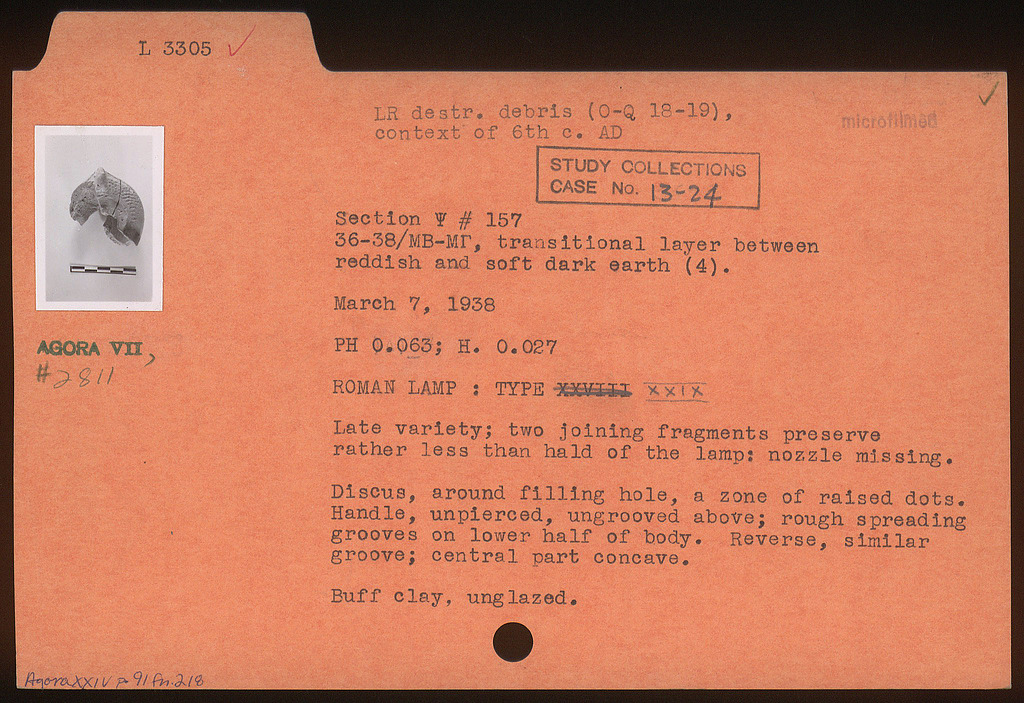 L 3305 ✓
LR destr. debris (O-Q 18-19),
context of 6th c. AD
microfilmed
STUDY COLLECTIONS
CASE No. 13-24
Section Ψ # 157
36-38/ΜΒ-ΜΓ, transitional layer between
reddish and soft dark earth (4).
March 7, 1938
PH 0.063; H. 0.027
AGORA VII,
#2811
ROMAN LAMP : TYPE XXVIII XXIX
Late variety; two joining fragments preserve
rather less than hald of the lamp: nozzle missing.
Discus, around filling hole, a zone of raised dots.
Handle, unpierced, ungrooved above; rough spreading
grooves on lower half of body. Reverse, similar
groove; central part concave.
Buff clay, unglazed.
Agora XXIV p 91 fn. 218